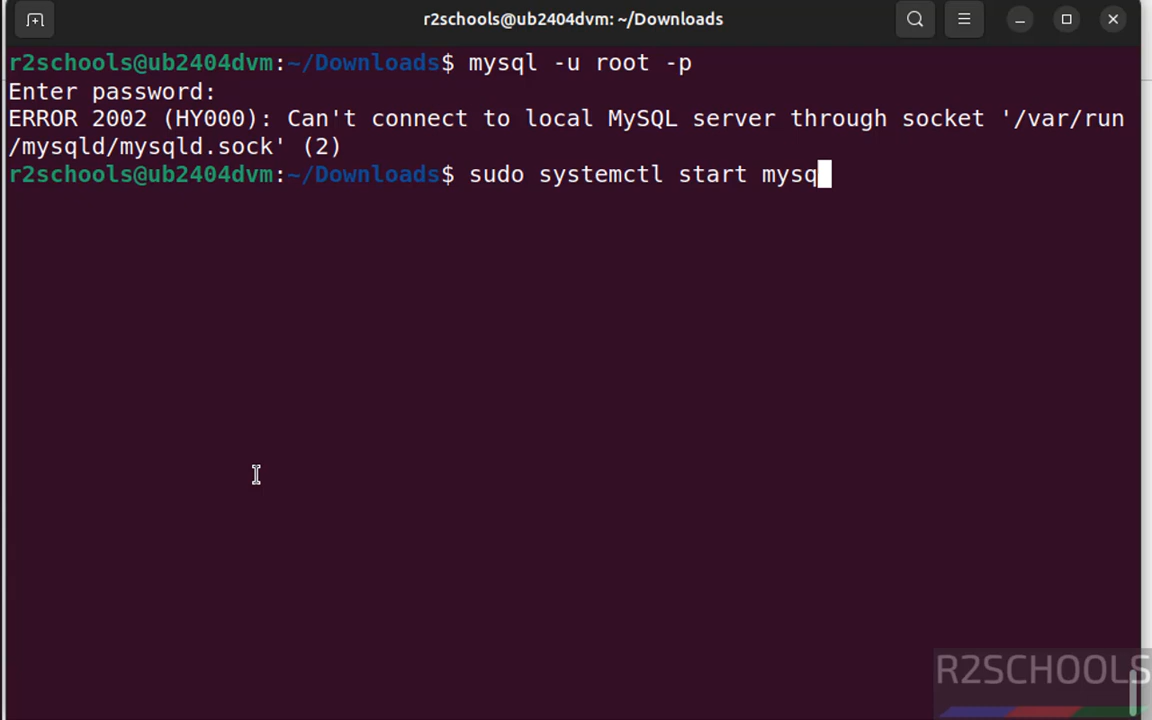 r2schools@ub2404dvm: ~/Downloads
r2schools@ub2404dvm:~/Downloads$ mysql -u root -p
Enter password:
ERROR 2002 (HY000): Can't connect to local MySQL server through socket '/var/run
/mysqld/mysqld.sock' (2)
r2schools@ub2404dvm:~/Downloads$ sudo systemctl start mysq
R2SCHOOLS